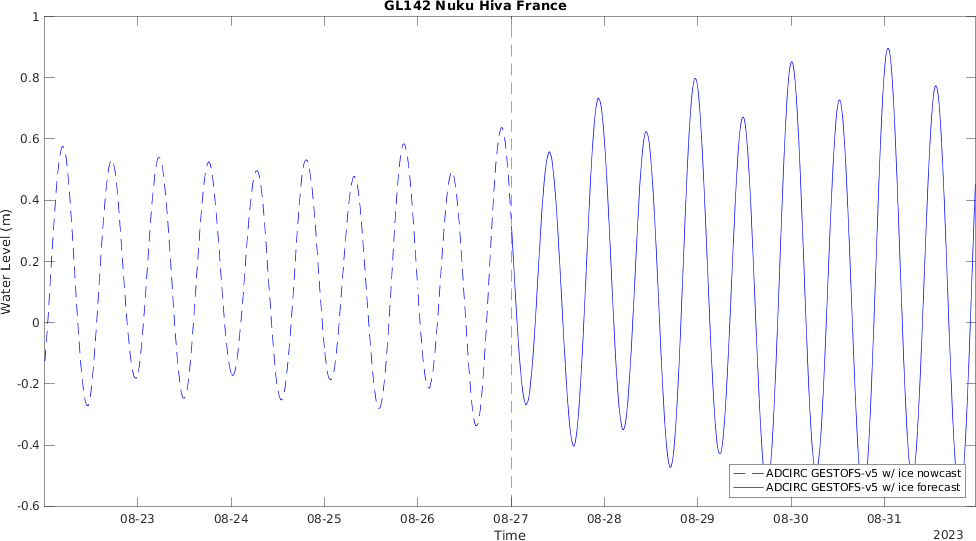 GL142 Nuku Hiva France
1
0.8
0.6
0.4
0.2
0
-0.2
-0.4
-0.6
Water Level (m)
ADCIRC GESTOFS-v5 w/ ice nowcast
ADCIRC GESTOFS-v5 w/ ice forecast
08-23 08-24 08-25 08-26 08-27 08-28 08-29 08-30 08-31
Time
2023